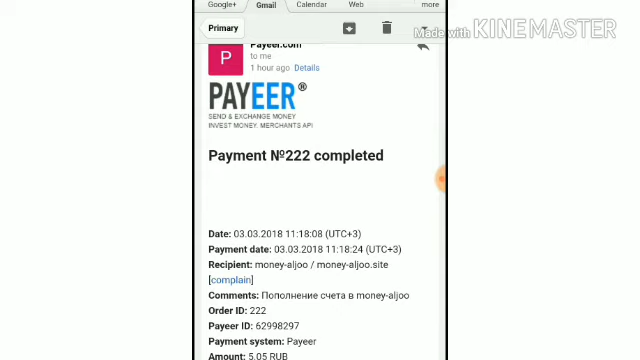 Google+ Gmail Calendar Web more
Primary
Made with KINEMASTER
P Payeer.com
to me
1 hour ago Details
PAYEER®
SEND & EXCHANGE MONEY
INVEST MONEY. MERCHANTS API
Payment №222 completed
Date: 03.03.2018 11:18:08 (UTC+3)
Payment date: 03.03.2018 11:18:24 (UTC+3)
Recipient: money-aljoo / money-aljoo.site
[complain]
Comments: Пополнение счета в money-aljoo
Order ID: 222
Payeer ID: 62998297
Payment system: Payeer
Amount: 5.05 RUB